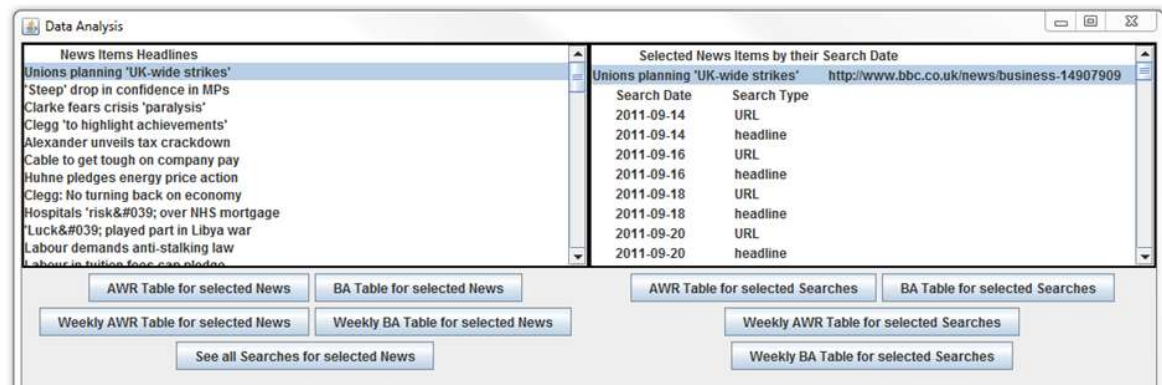 Data Analysis
News Items Headlines
Unions planning 'UK-wide strikes'
'Steep' drop in confidence in MPs
Clarke fears crisis 'paralysis'
Clegg 'to highlight achievements'
Alexander unveils tax crackdown
Cable to get tough on company pay
Huhne pledges energy price action
Clegg: No turning back on economy
Hospitals 'risk&#039; over NHS mortgage
'Luck&#039; played part in Libya war
Labour demands anti-stalking law
Labour in tuition fees cap pledge
Selected News Items by their Search Date
Unions planning 'UK-wide strikes' http://www.bbc.co.uk/news/business-14907909
Search Date Search Type
2011-09-14 URL
2011-09-14 headline
2011-09-16 URL
2011-09-16 headline
2011-09-18 URL
2011-09-18 headline
2011-09-20 URL
2011-09-20 headline
AWR Table for selected News BA Table for selected News
Weekly AWR Table for selected News Weekly BA Table for selected News
See all Searches for selected News
AWR Table for selected Searches BA Table for selected Searches
Weekly AWR Table for selected Searches
Weekly BA Table for selected Searches